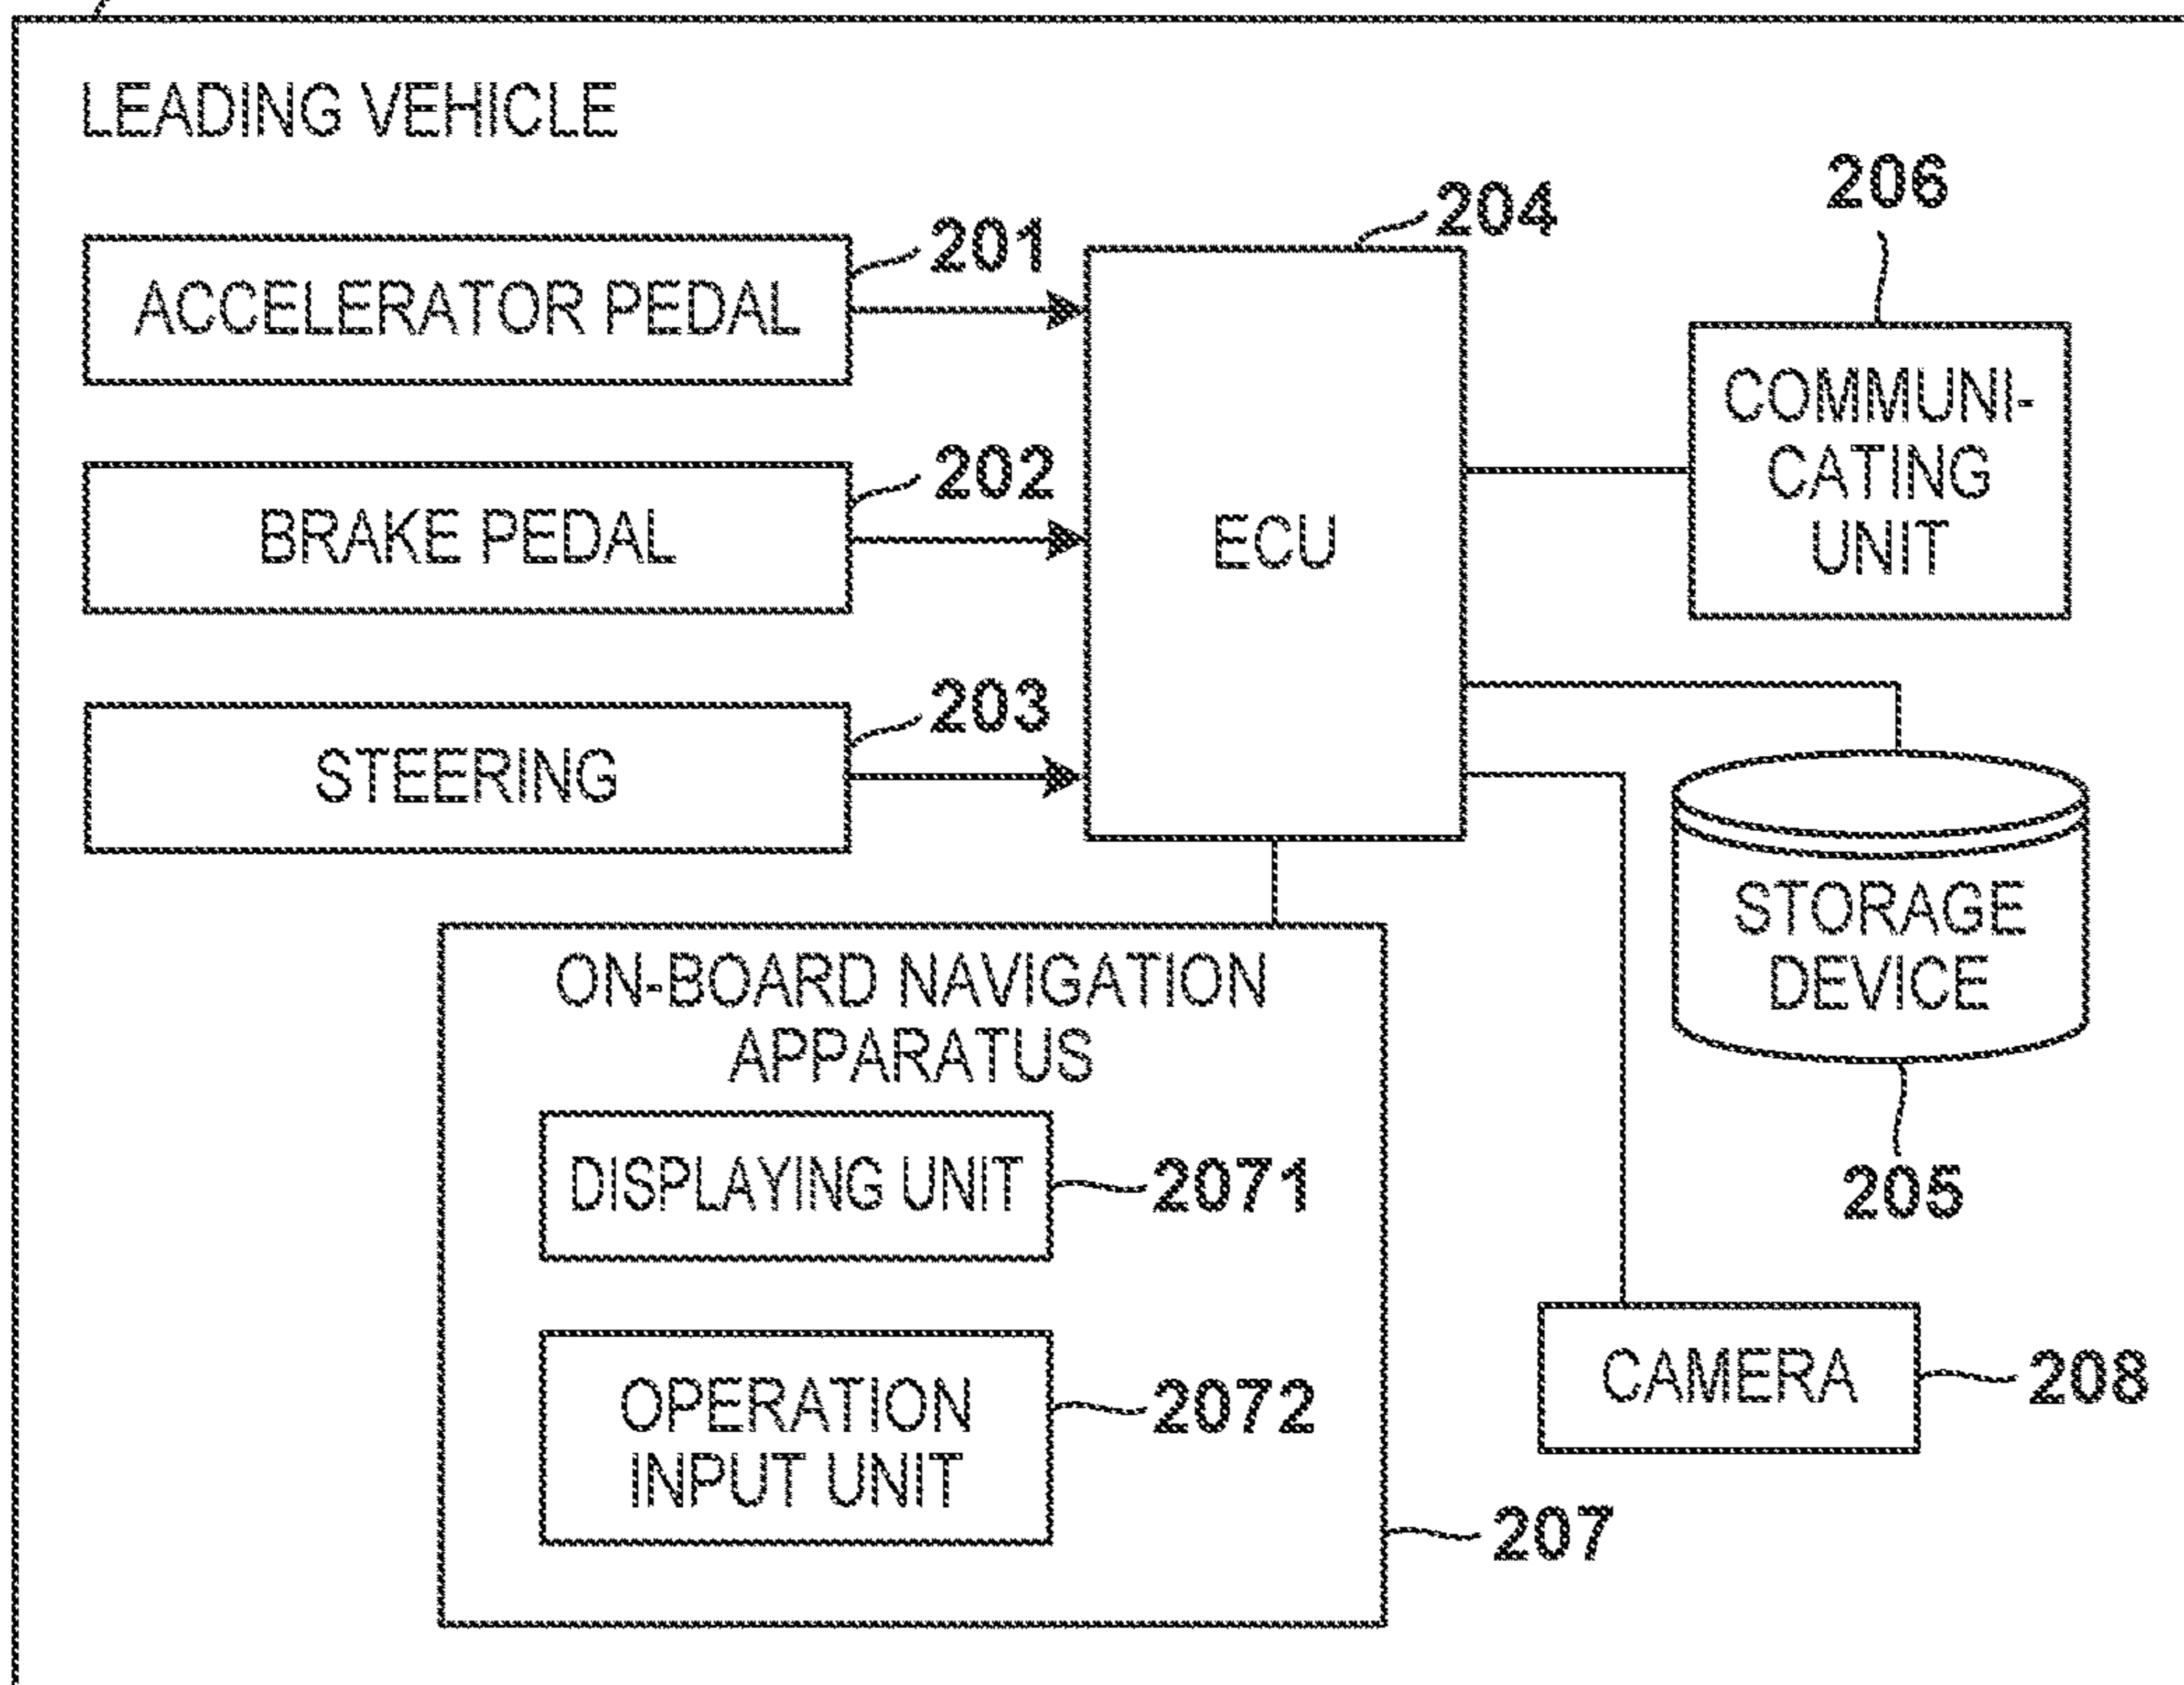 LEADING VEHICLE
201
ACCELERATOR PEDAL
202
BRAKE PEDAL
203
STEERING
204
ECU
206
COMMUNI-
CATING
UNIT
STORAGE
DEVICE
205
ON-BOARD NAVIGATION
APPARATUS
DISPLAYING UNIT
2071
OPERATION
INPUT UNIT
2072
207
CAMERA
208